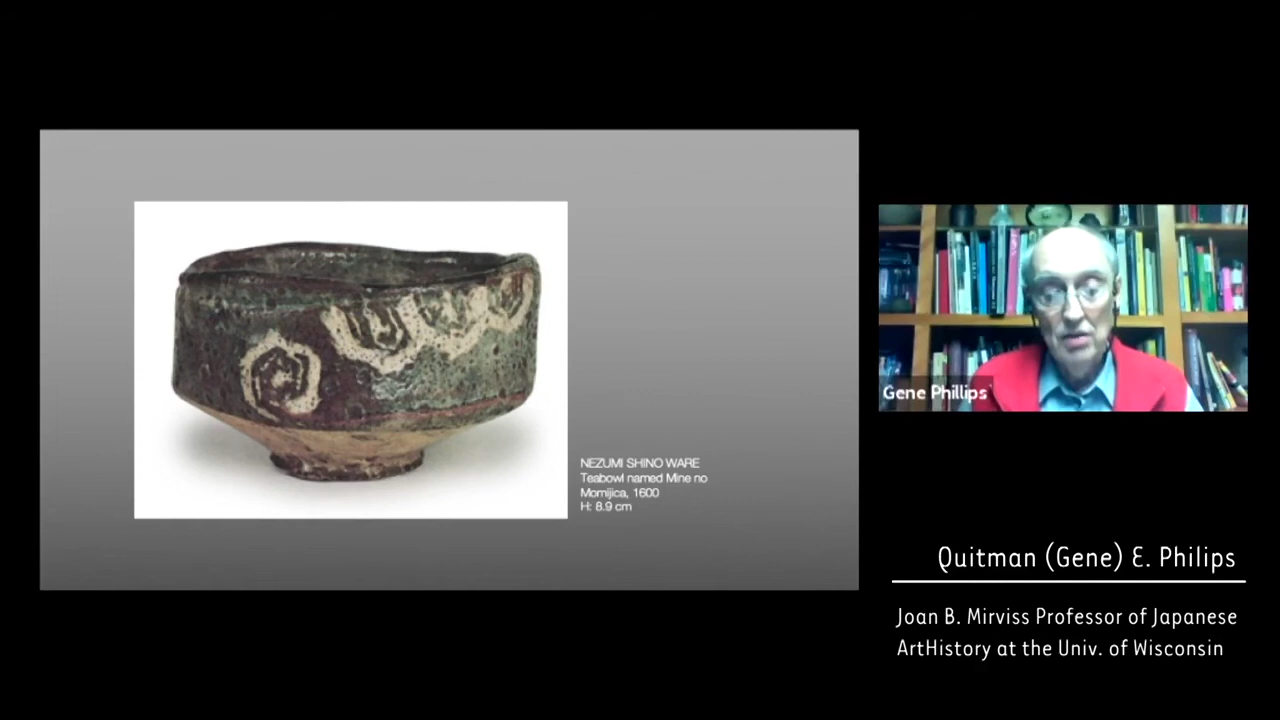 NEZUMI SHINO WARE
Teabowl named Mine no
Momijica, 1600
H: 8.9 cm
Gene Phillips
Quitman (Gene) E. Philips
Joan B. Mirviss Professor of Japanese
ArtHistory at the Univ. of Wisconsin